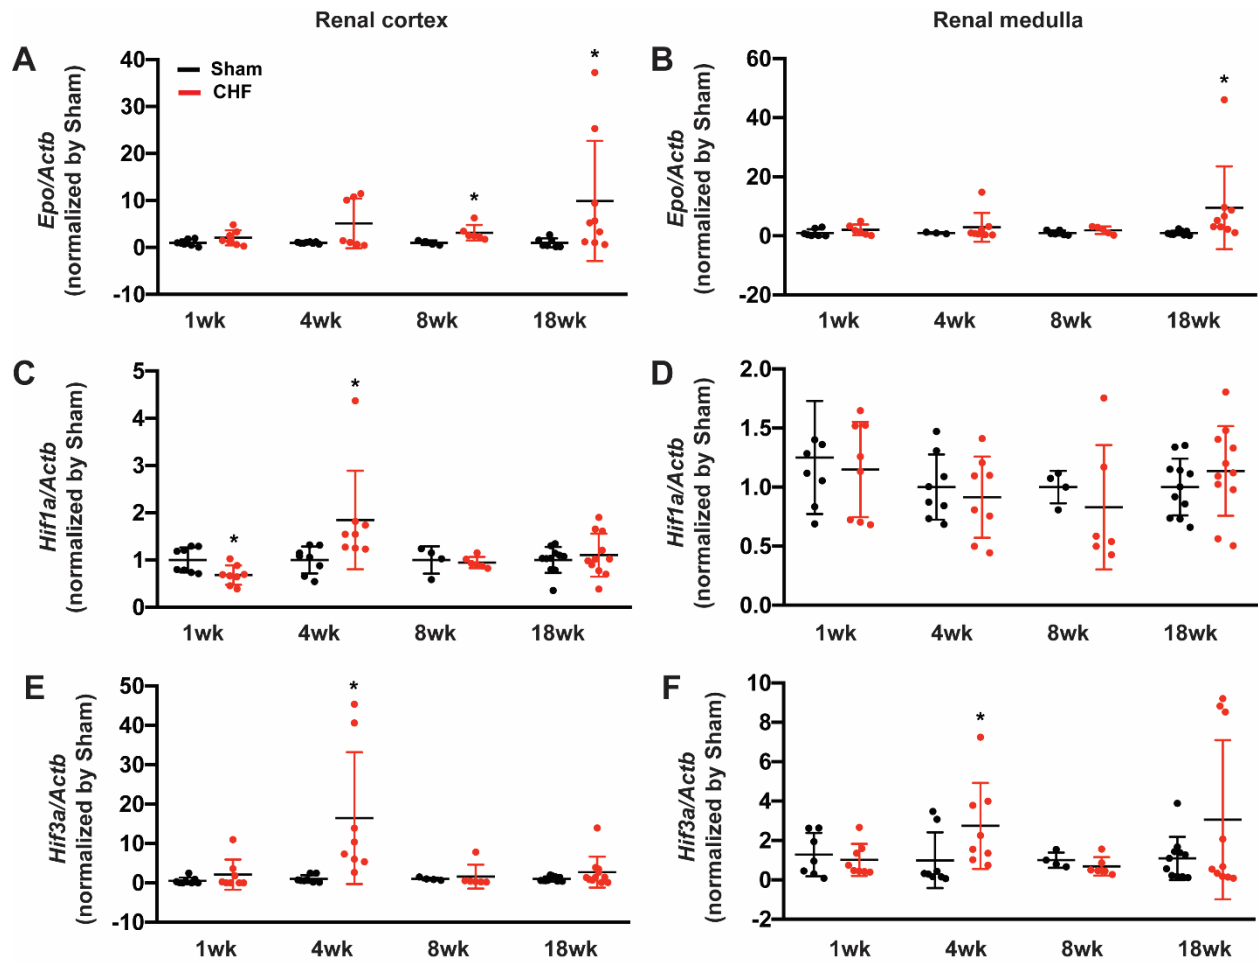 Renal cortex
Renal medulla
A
Epo/Actb
(normalized by Sham)
40
30
20
10
0
-10
Sham
CHF
*
*
1wk 4wk 8wk 18wk
B
Epo/Actb
(normalized by Sham)
60
40
20
0
-20
*
1wk 4wk 8wk 18wk
C
Hif1a/Actb
(normalized by Sham)
5
4
3
2
1
0
*
*
1wk 4wk 8wk 18wk
D
Hif1a/Actb
(normalized by Sham)
2.0
1.5
1.0
0.5
0.0
1wk 4wk 8wk 18wk
E
Hif3a/Actb
(normalized by Sham)
50
40
30
20
10
0
-10
*
1wk 4wk 8wk 18wk
F
Hif3a/Actb
(normalized by Sham)
10
8
6
4
2
0
-2
*
1wk 4wk 8wk 18wk